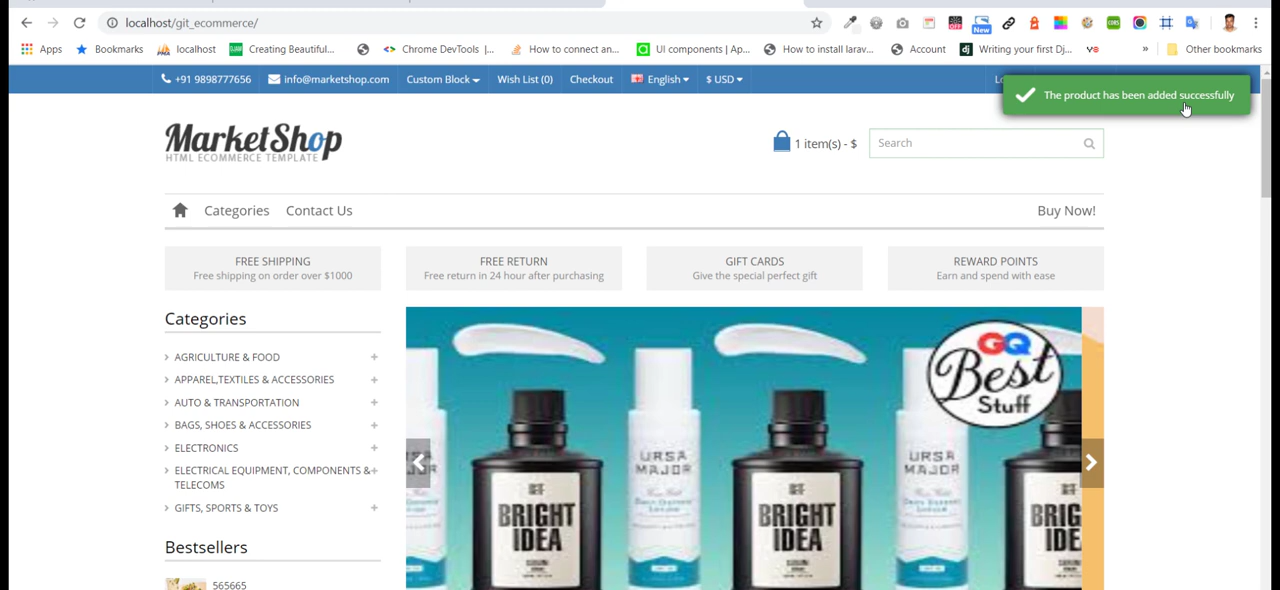 localhost/git_ecommerce/
New
Apps
Bookmarks
localhost
Creating Beautiful...
Chrome DevTools |...
How to connect an...
UI components | Ap...
How to install larav...
Account
Writing your first Dj...
»
Other bookmarks
+91 9898777656
info@marketshop.com
Custom Block
Wish List (0)
Checkout
English
$ USD
The product has been added successfully
MarketShop
HTML ECOMMERCE TEMPLATE
1 item(s) - $
Search
Categories
Contact Us
Buy Now!
FREE SHIPPING
Free shipping on order over $1000
FREE RETURN
Free return in 24 hour after purchasing
GIFT CARDS
Give the special perfect gift
REWARD POINTS
Earn and spend with ease
Categories
AGRICULTURE & FOOD
APPAREL,TEXTILES & ACCESSORIES
AUTO & TRANSPORTATION
BAGS, SHOES & ACCESSORIES
ELECTRONICS
ELECTRICAL EQUIPMENT, COMPONENTS &
TELECOMS
GIFTS, SPORTS & TOYS
Bestsellers
565665
GQ
Best
Stuff
URSA
MAJOR
URSA
MAJOR
BRIGHT
IDEA
BRIGHT
IDEA